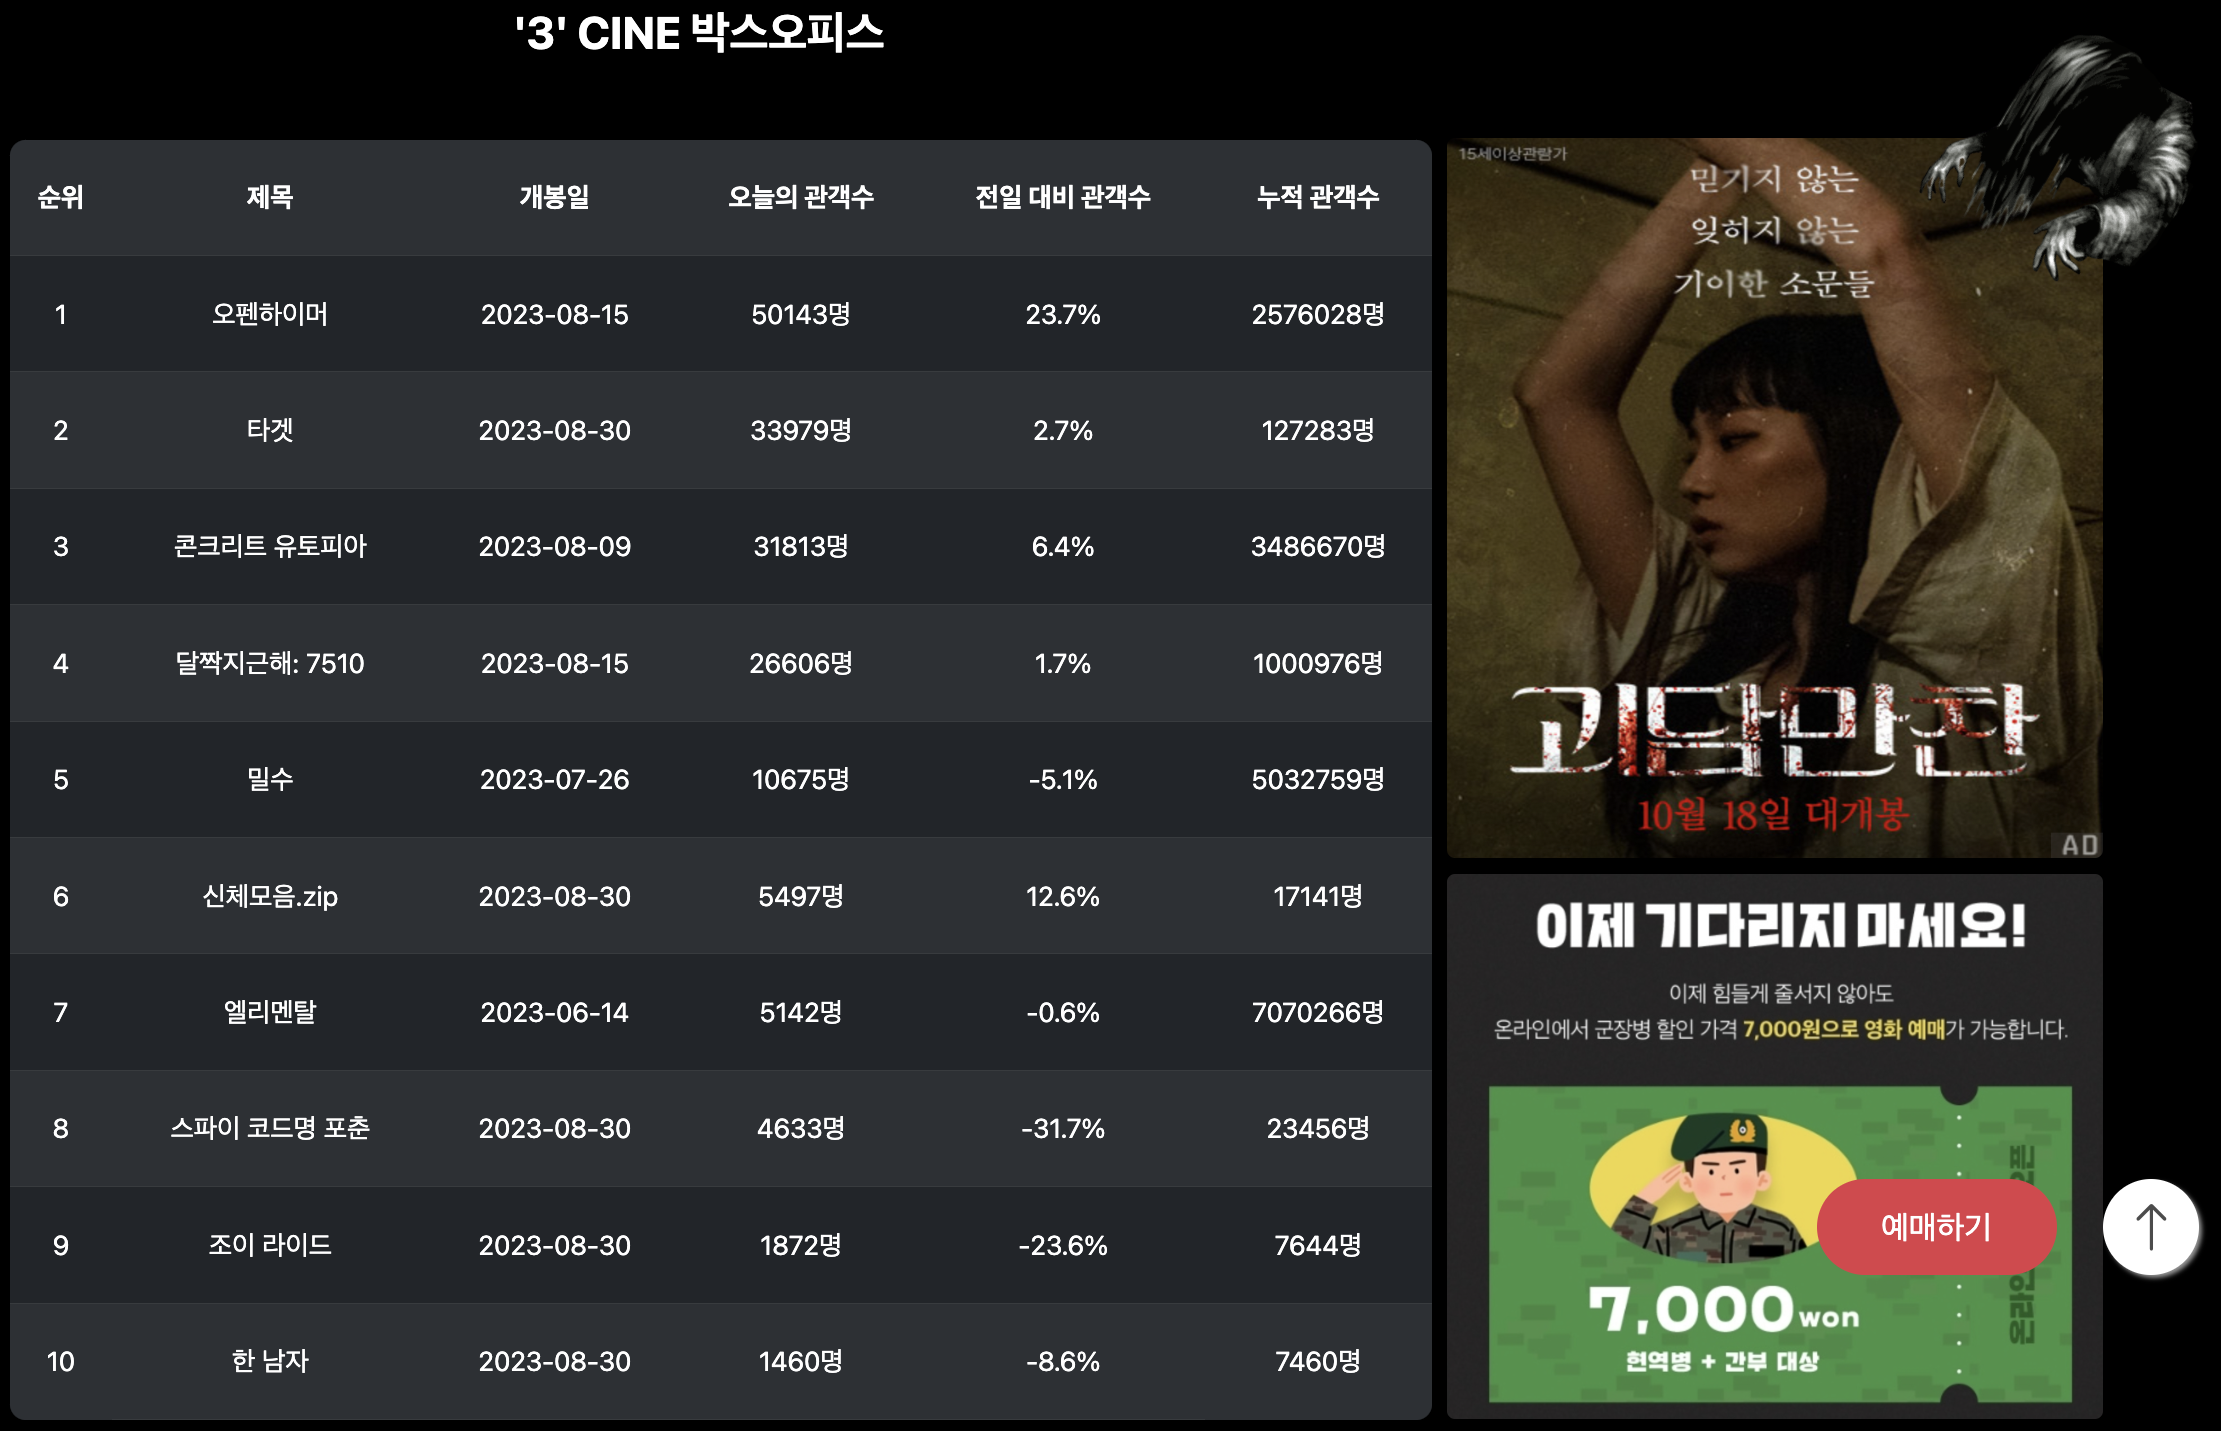 '3' CINE 박스오피스
순위 제목 개봉일 오늘의 관객수 전일 대비 관객수 누적 관객수
1 오펜하이머 2023-08-15 50143명 23.7% 2576028명
2 타겟 2023-08-30 33979명 2.7% 127283명
3 콘크리트 유토피아 2023-08-09 31813명 6.4% 3486670명
4 달짝지근해: 7510 2023-08-15 26606명 1.7% 1000976명
5 밀수 2023-07-26 10675명 -5.1% 5032759명
6 신체모음.zip 2023-08-30 5497명 12.6% 17141명
7 엘리멘탈 2023-06-14 5142명 -0.6% 7070266명
8 스파이 코드명 포춘 2023-08-30 4633명 -31.7% 23456명
9 조이 라이드 2023-08-30 1872명 -23.6% 7644명
10 한 남자 2023-08-30 1460명 -8.6% 7460명
15세이상관람가
믿기지 않는
잊히지 않는
기이한 소문들
괴담만찬
10월 18일 대개봉
AD
이제 기다리지 마세요!
이제 힘들게 줄서지 않아도
온라인에서 군장병 할인 가격 7,000원으로 영화 예매가 가능합니다.
예매하기
7,000won
현역병 + 간부 대상
온라인